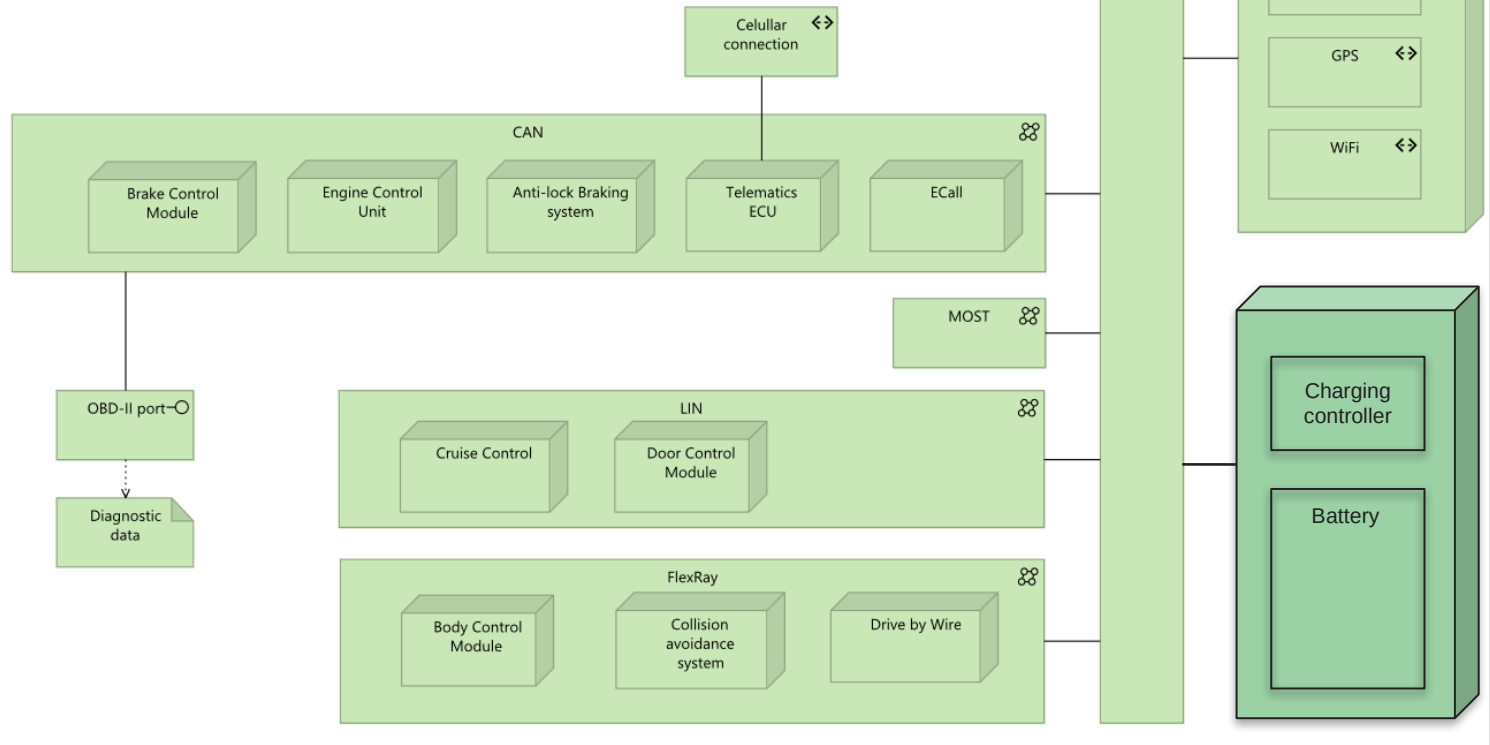 Celullar
connection
GPS
WiFi
CAN
Brake Control
Module
Engine Control
Unit
Anti-lock Braking
system
Telematics
ECU
ECall
MOST
OBD-II port
Diagnostic
data
LIN
Cruise Control
Door Control
Module
Charging
controller
Battery
FlexRay
Body Control
Module
Collision
avoidance
system
Drive by Wire